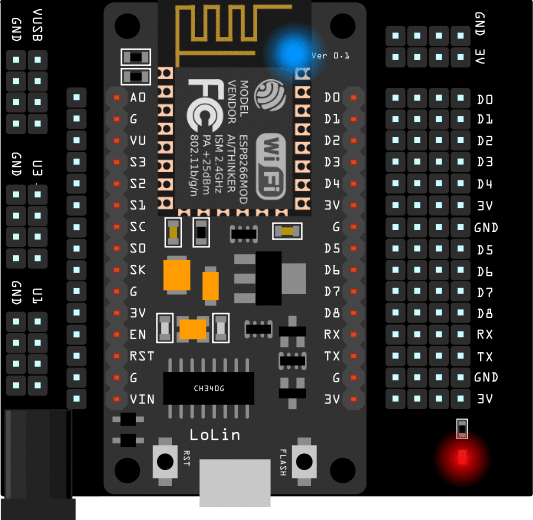 GND VUSB
GND U3
GND U1
A0
G
VU
S3
S2
S1
SC
SO
SK
G
3V
EN
RST
G
VIN
Ver 0.1
FC
MODEL
VENDOR
ESP8266MOD
AI/THINKER
ISM 2.4GHz
PA +25dBm
802.11b/g/n
Wi Fi
CH340G
LoLin
RST
FLASH
D0
D1
D2
D3
D4
3V
G
D5
D6
D7
D8
RX
TX
G
3V
GND
3V
D0
D1
D2
D3
D4
3V
GND
D5
D6
D7
D8
RX
TX
GND
3V